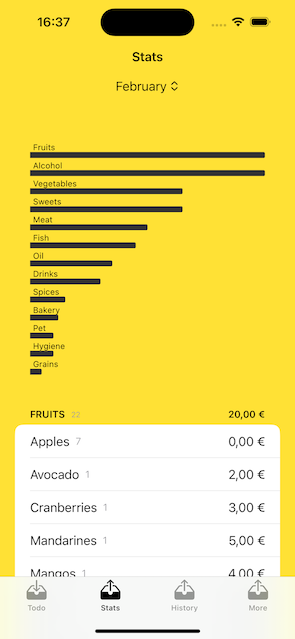 16:37
Stats
February
Fruits
Alcohol
Vegetables
Sweets
Meat
Fish
Oil
Drinks
Spices
Bakery
Pet
Hygiene
Grains
FRUITS 22 20,00 €
Apples 7 0,00 €
Avocado 1 2,00 €
Cranberries 1 3,00 €
Mandarines 1 5,00 €
Mangos 1 4,00 €
Todo Stats History More